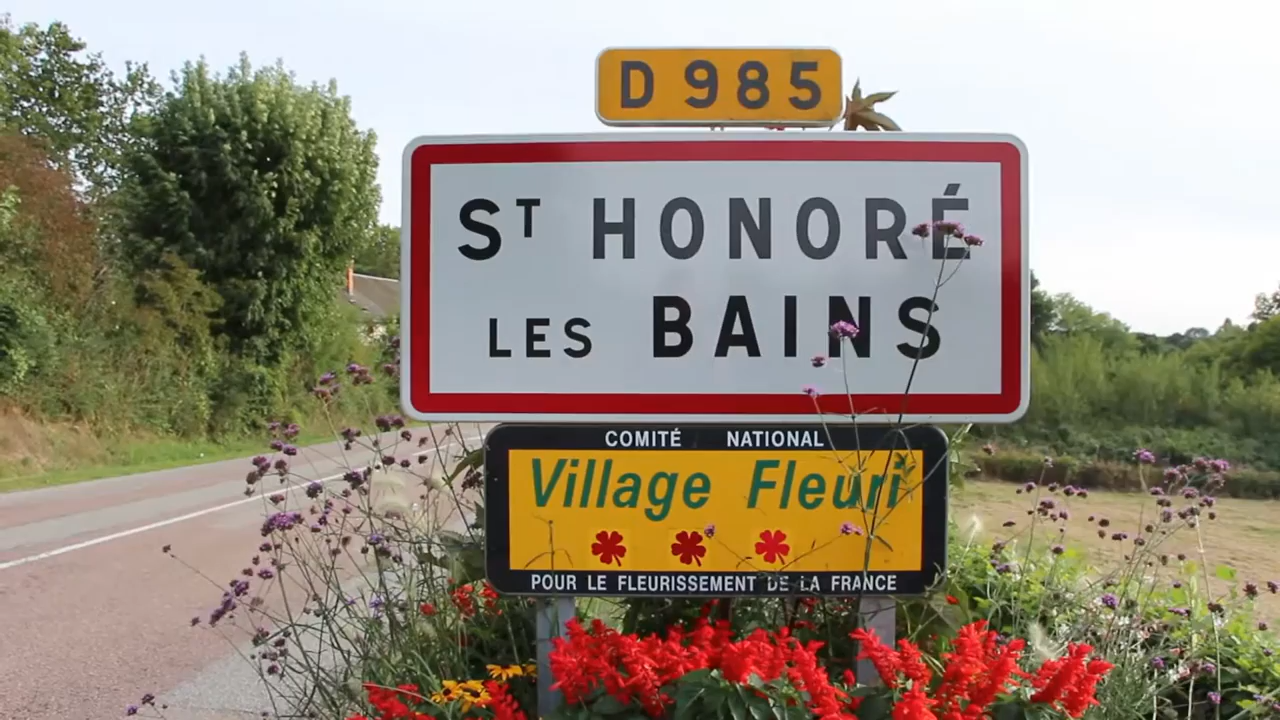 D 985
ST HONORÉ
LES BAINS
COMITÉ NATIONAL
Village Fleuri
POUR LE FLEURISSEMENT DE LA FRANCE